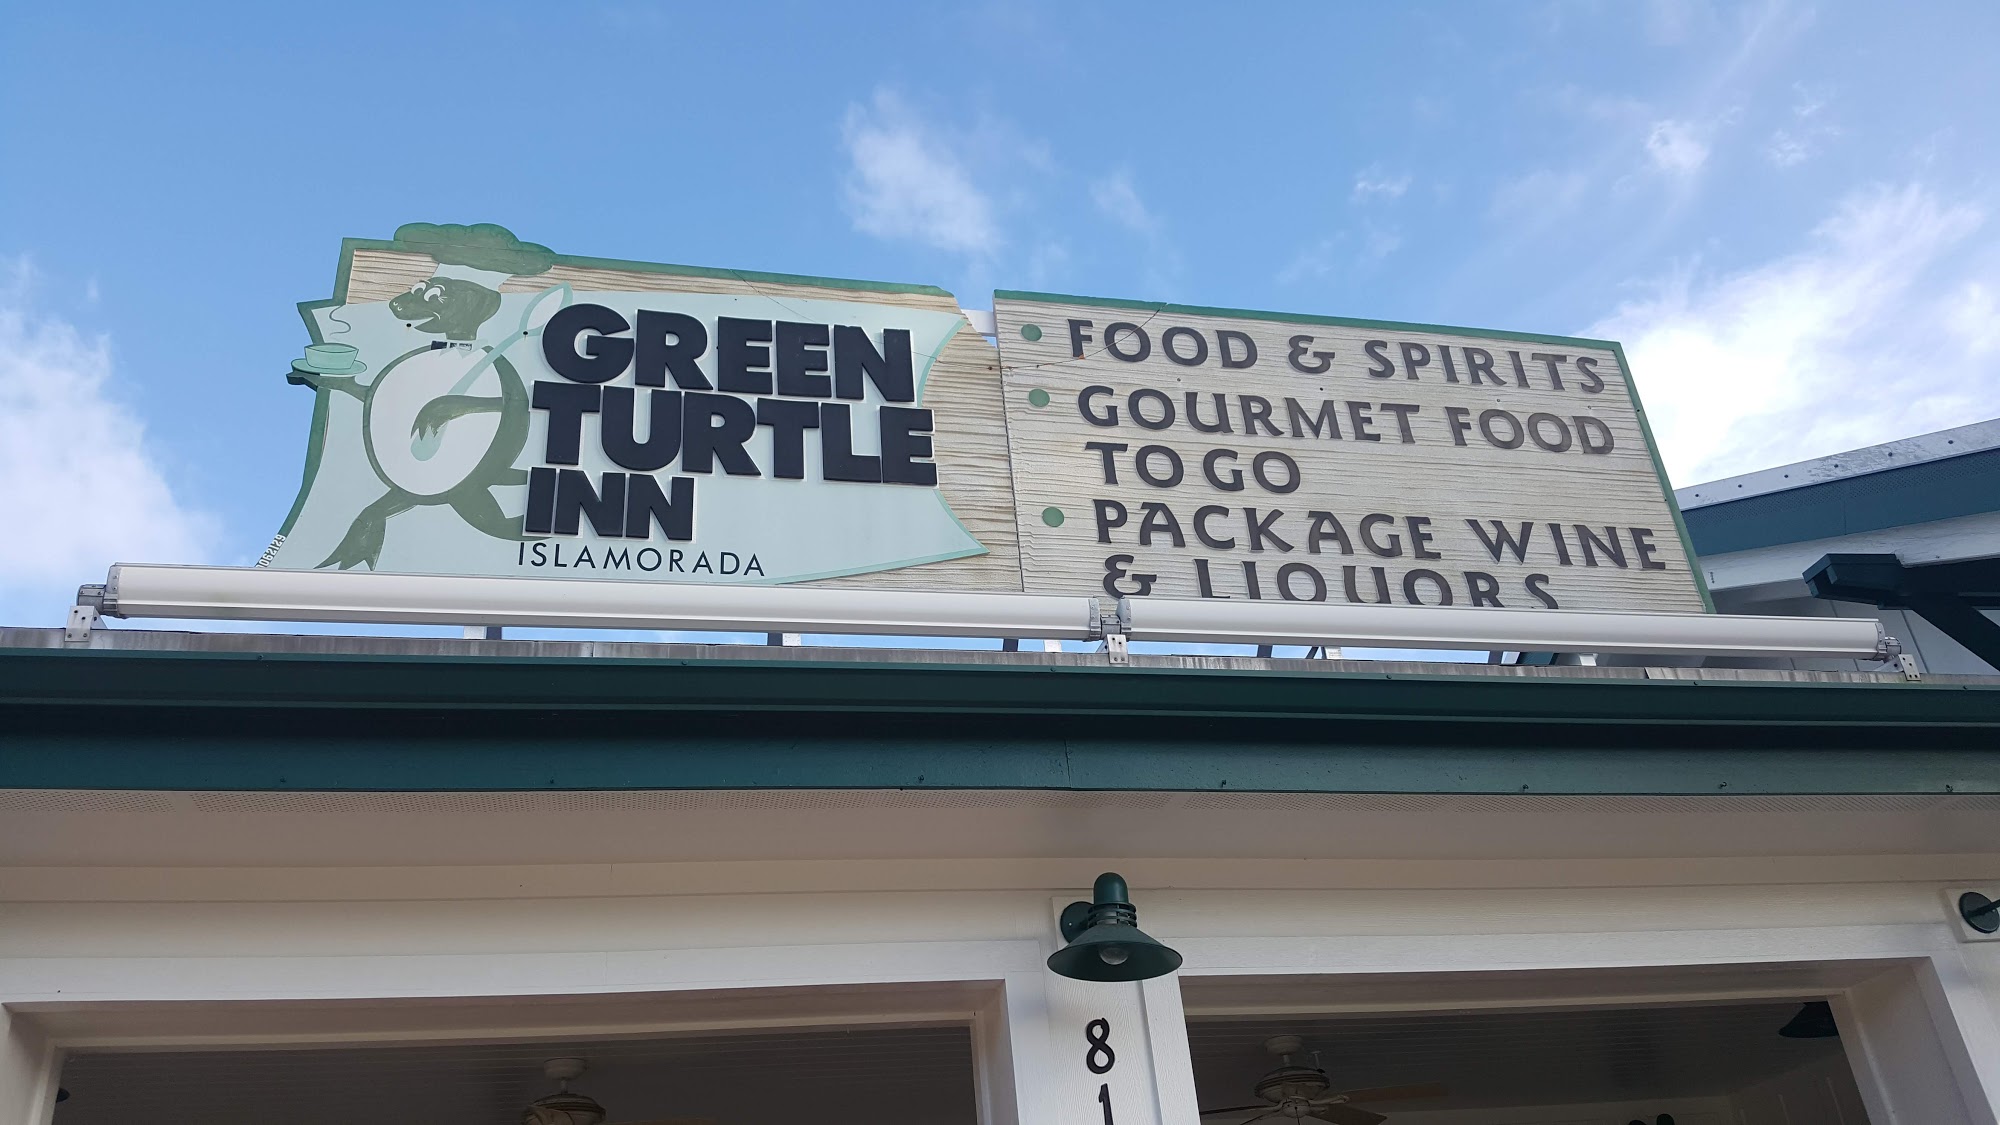 GREEN
TURTLE
INN
ISLAMORADA
• FOOD & SPIRITS
• GOURMET FOOD
TO GO
• PACKAGE WINE
& LIQUORS
8
1